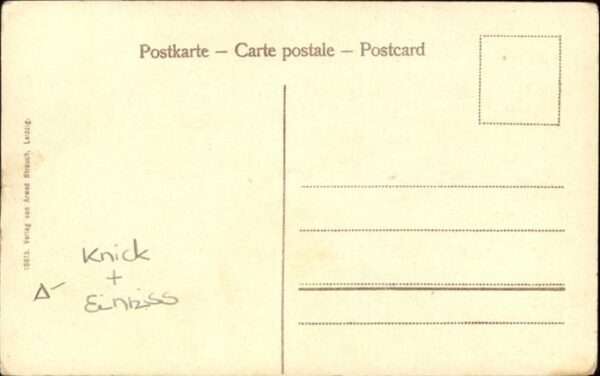 Postkarte – Carte postale – Postcard
Verlag von Arwed Strauch, Leipzig.
Knick
+
Einriss